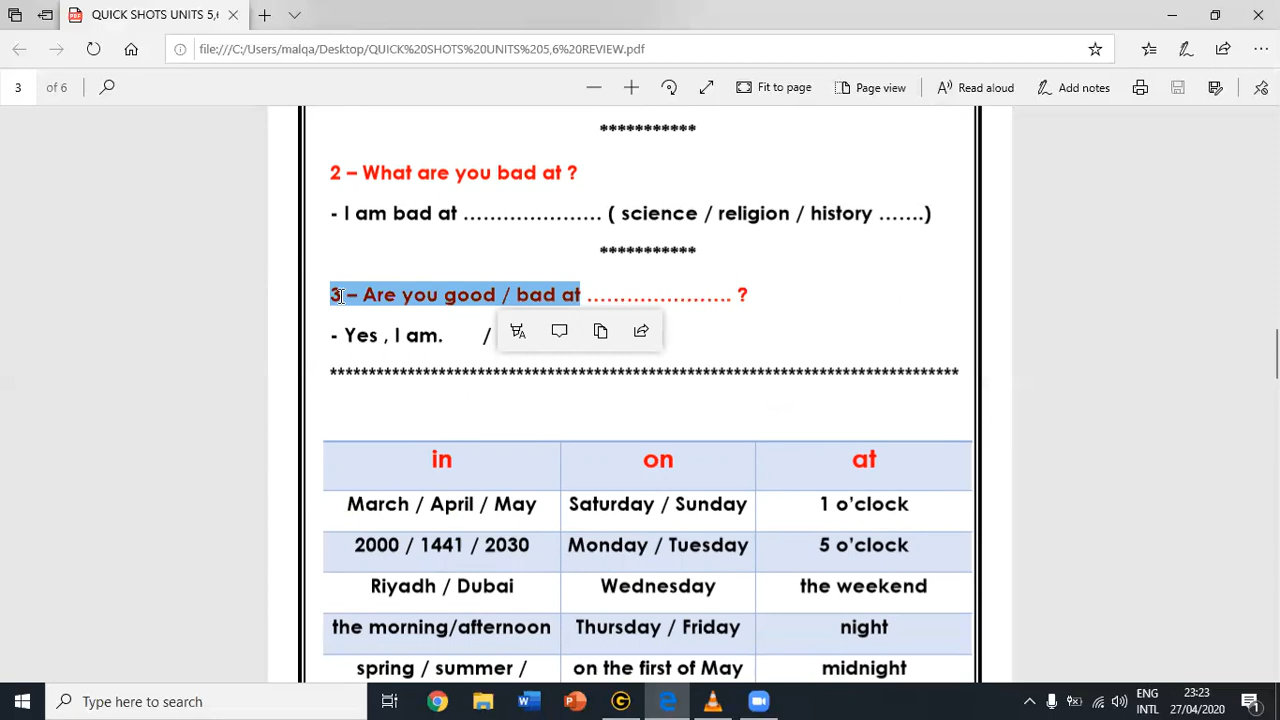 QUICK SHOTS UNITS 5,6
file:///C:/Users/malqa/Desktop/QUICK%20SHOTS%20UNITS%205,6%20REVIEW.pdf
3 of 6
Fit to page
Page view
Read aloud
Add notes
***********
2 – What are you bad at ?
- I am bad at ………………… ( science / religion / history …….)
***********
3 – Are you good / bad at …………………. ?
- Yes , I am. /
**********************************************************************************
in on at
March / April / May Saturday / Sunday 1 o’clock
2000 / 1441 / 2030 Monday / Tuesday 5 o’clock
Riyadh / Dubai Wednesday the weekend
the morning/afternoon Thursday / Friday night
spring / summer / on the first of May midnight
Type here to search
ENG 23:23
INTL 27/04/2020